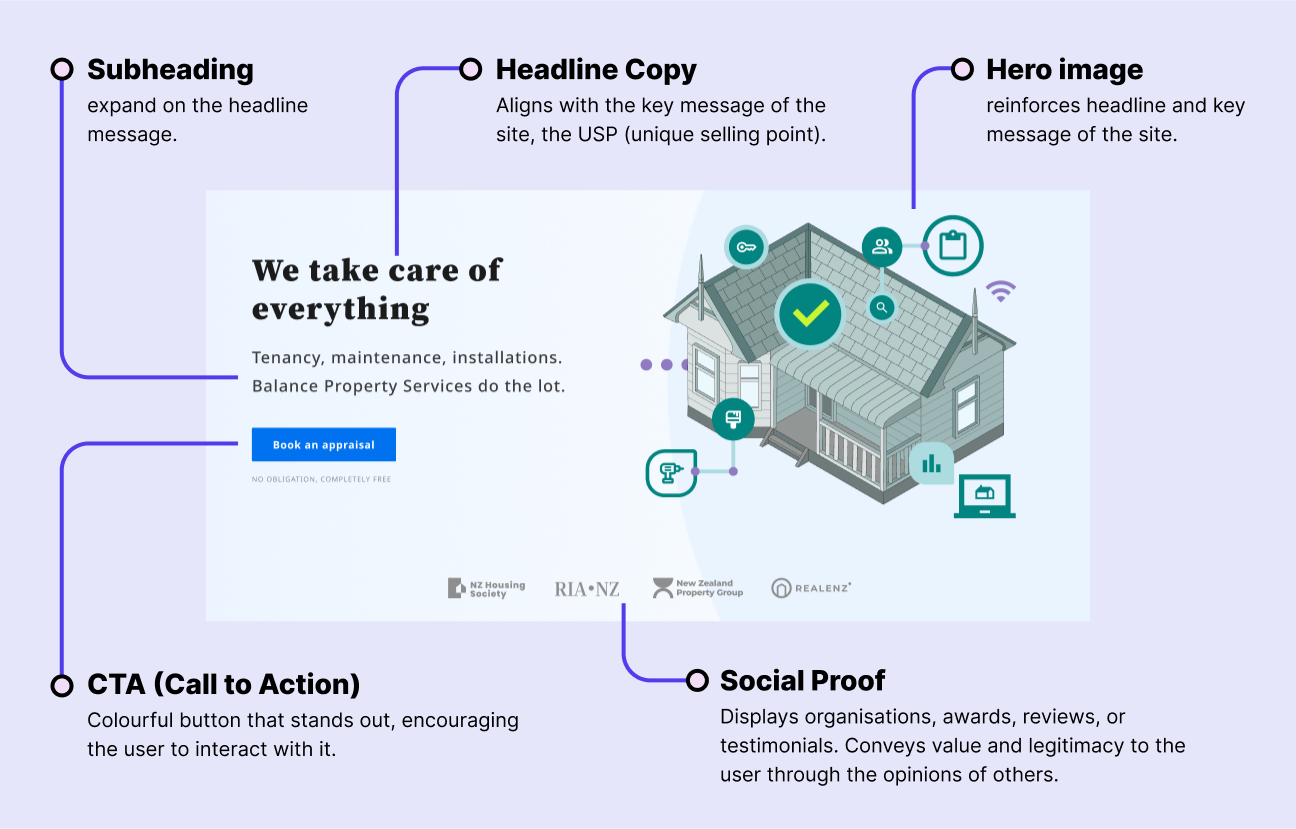 Subheading
expand on the headline
message.
Headline Copy
Aligns with the key message of the
site, the USP (unique selling point).
Hero image
reinforces headline and key
message of the site.
We take care of
everything
Tenancy, maintenance, installations.
Balance Property Services do the lot.
Book an appraisal
NO OBLIGATION, COMPLETELY FREE
NZ Housing
Society
RIA•NZ
New Zealand
Property Group
REALENZ
CTA (Call to Action)
Colourful button that stands out, encouraging
the user to interact with it.
Social Proof
Displays organisations, awards, reviews, or
testimonials. Conveys value and legitimacy to the
user through the opinions of others.